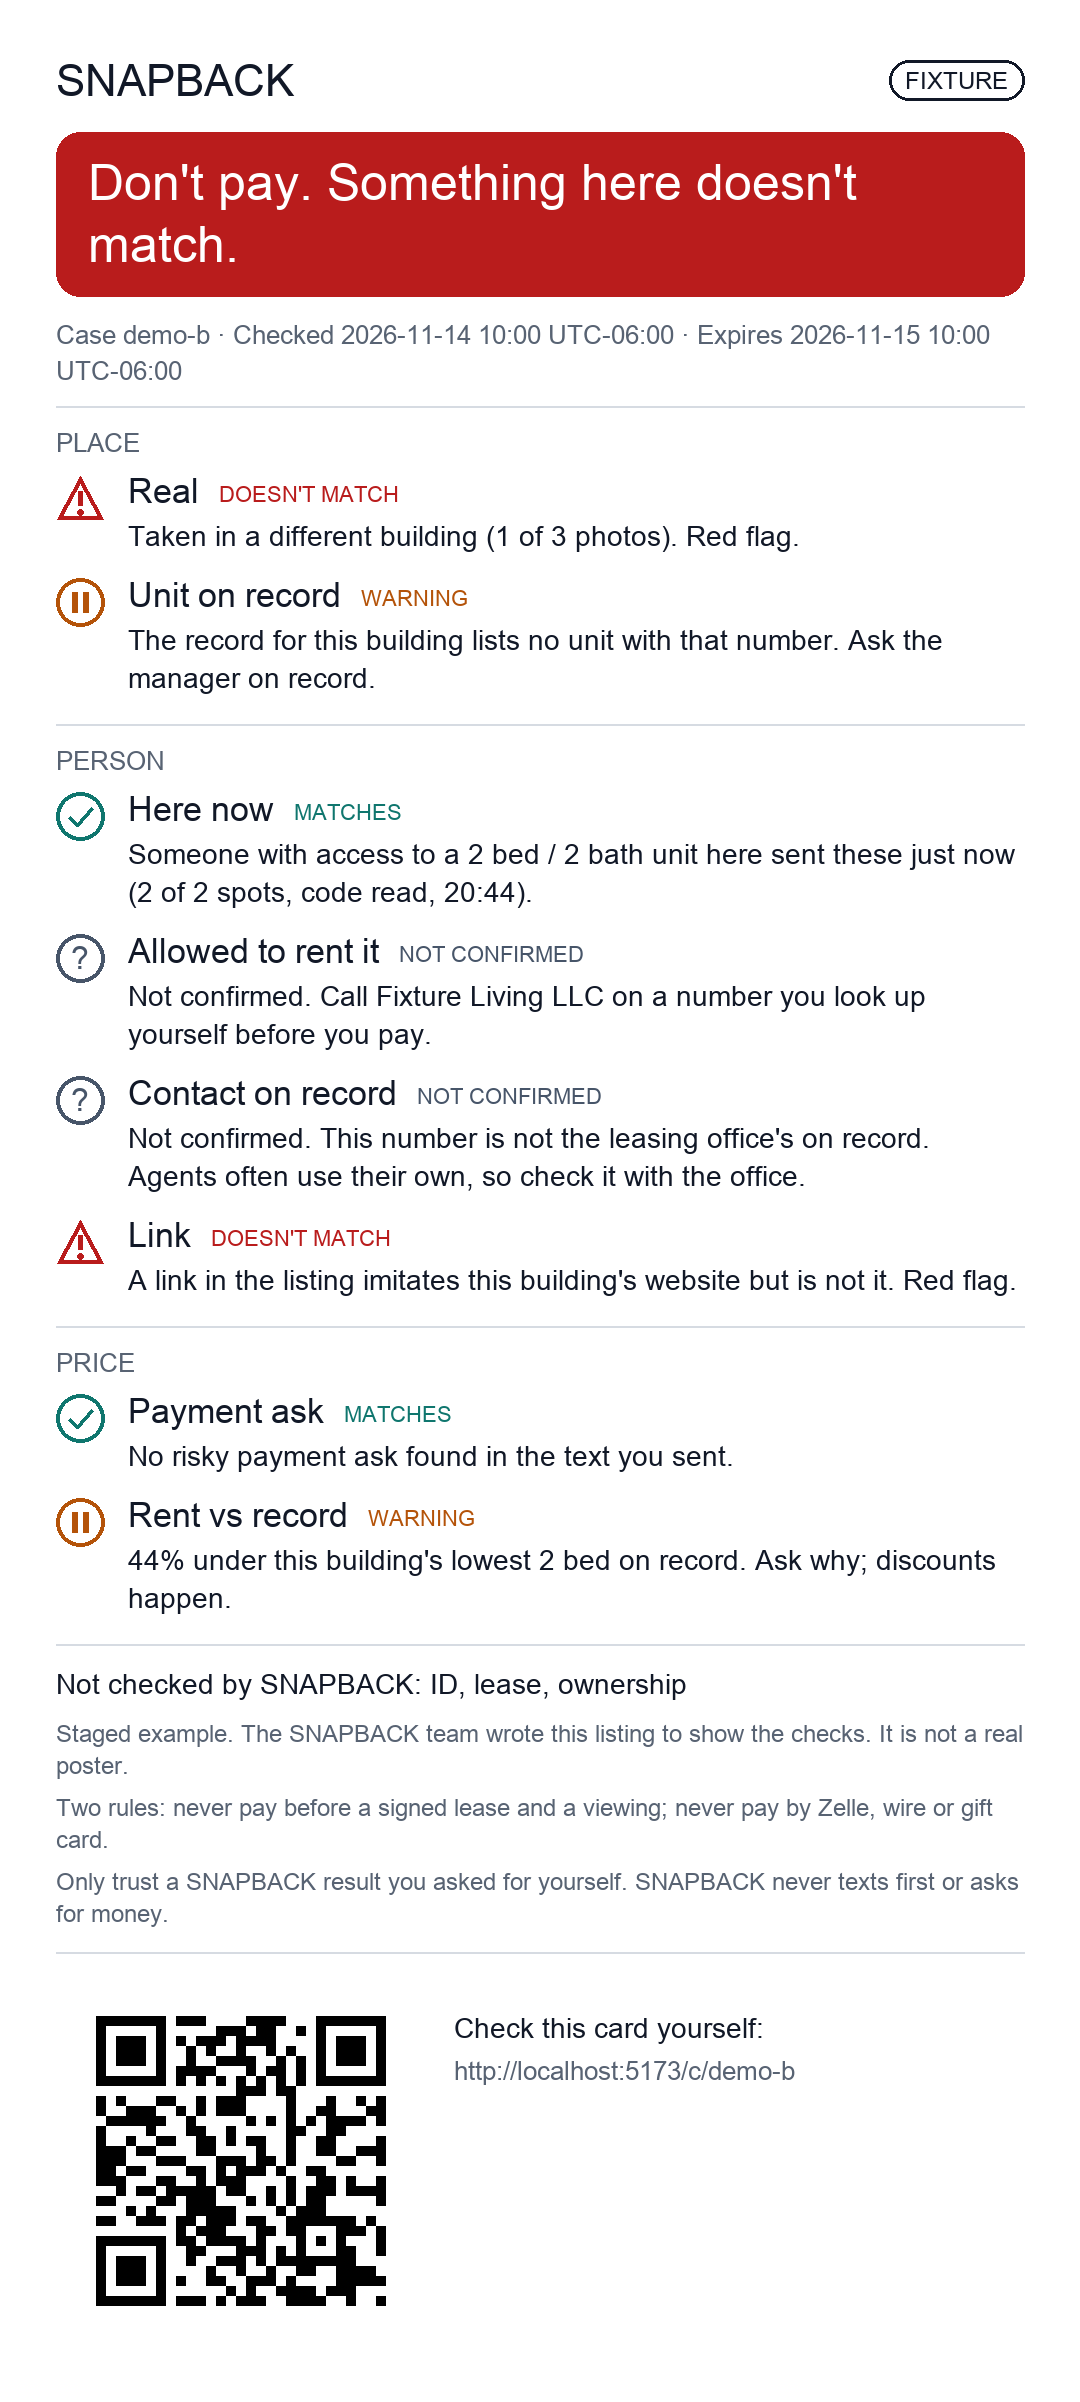 SNAPBACK
FIXTURE
Don't pay. Something here doesn't
match.
Case demo-b · Checked 2026-11-14 10:00 UTC-06:00 · Expires 2026-11-15 10:00
UTC-06:00
PLACE
Real DOESN'T MATCH
Taken in a different building (1 of 3 photos). Red flag.
Unit on record WARNING
The record for this building lists no unit with that number. Ask the
manager on record.
PERSON
Here now MATCHES
Someone with access to a 2 bed / 2 bath unit here sent these just now
(2 of 2 spots, code read, 20:44).
? Allowed to rent it NOT CONFIRMED
Not confirmed. Call Fixture Living LLC on a number you look up
yourself before you pay.
? Contact on record NOT CONFIRMED
Not confirmed. This number is not the leasing office's on record.
Agents often use their own, so check it with the office.
Link DOESN'T MATCH
A link in the listing imitates this building's website but is not it. Red flag.
PRICE
Payment ask MATCHES
No risky payment ask found in the text you sent.
Rent vs record WARNING
44% under this building's lowest 2 bed on record. Ask why; discounts
happen.
Not checked by SNAPBACK: ID, lease, ownership
Staged example. The SNAPBACK team wrote this listing to show the checks. It is not a real
poster.
Two rules: never pay before a signed lease and a viewing; never pay by Zelle, wire or gift
card.
Only trust a SNAPBACK result you asked for yourself. SNAPBACK never texts first or asks
for money.
Check this card yourself:
http://localhost:5173/c/demo-b